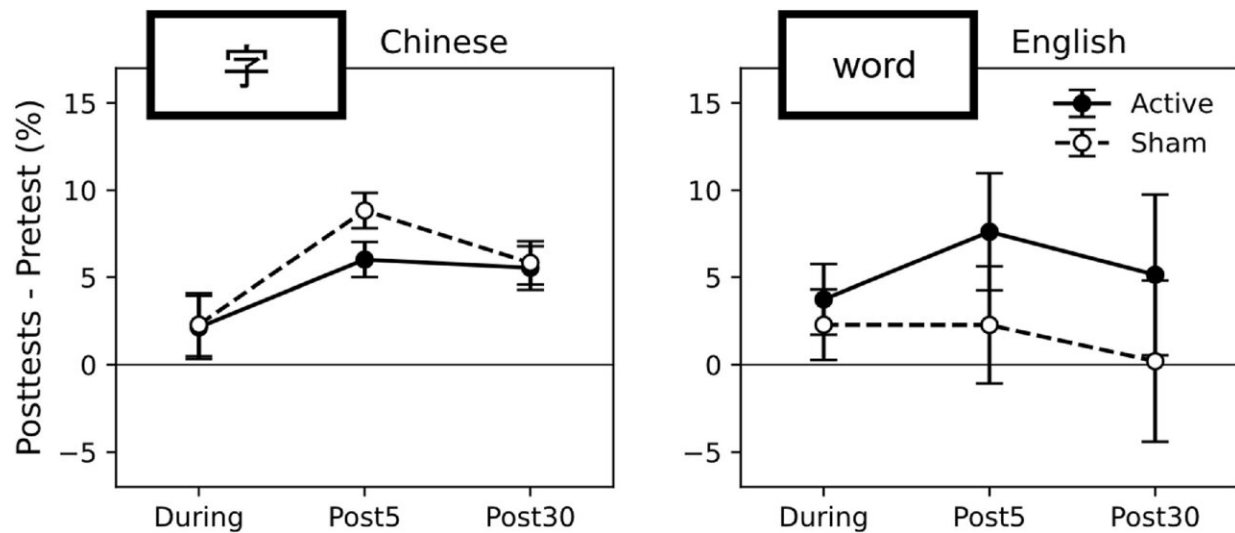 字
Chinese
word
English
Posttests - Pretest (%)
15
10
5
0
−5
During
Post5
Post30
15
10
5
0
−5
During
Post5
Post30
Active
Sham